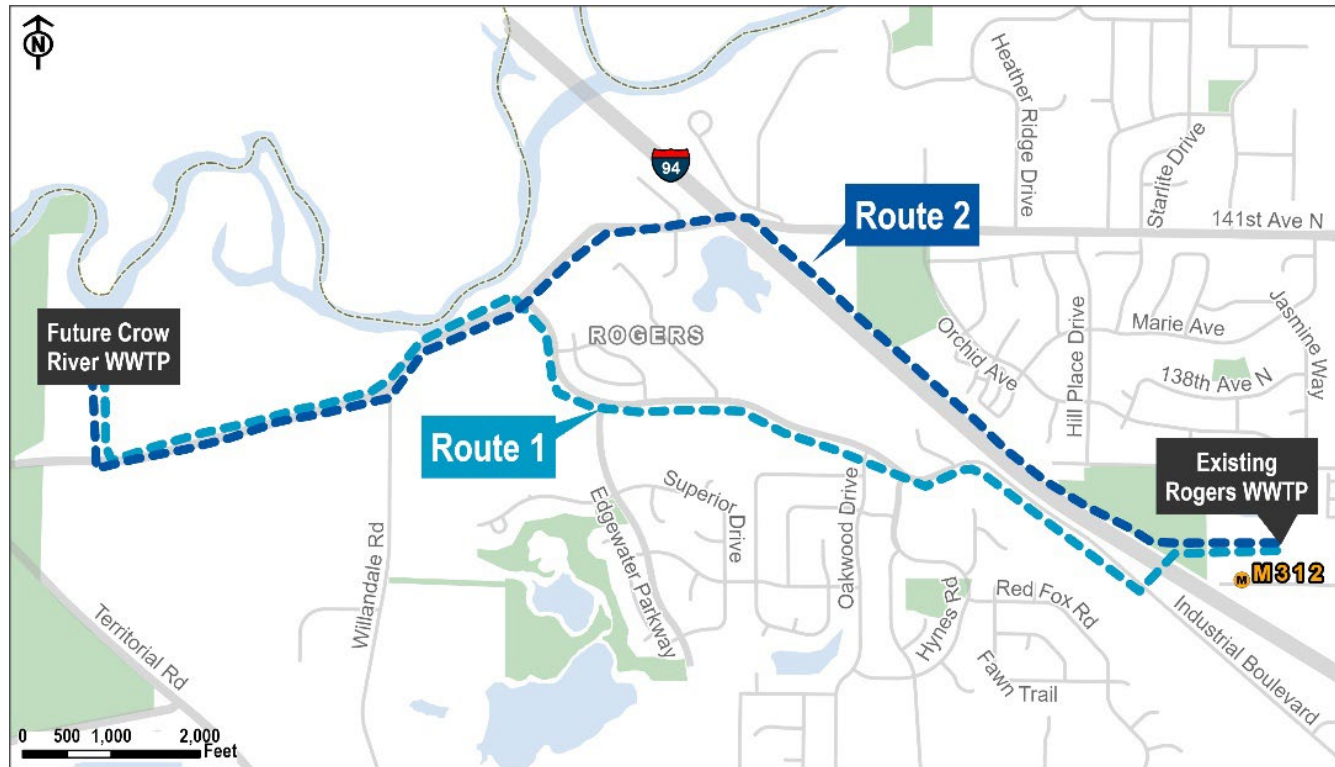 N
Heather Ridge Drive
Starlite Drive
94
Route 2
141st Ave N
Future Crow
River WWTP
ROGERS
Orchid Ave
Hill Place Drive
Marie Ave
Jasmine Way
138th Ave N
Route 1
Existing
Rogers WWTP
Superior Drive
Edgewater Parkway
Oakwood Drive
Willandale Rd
Hynes Rd
Red Fox Rd
Fawn Trail
Industrial Boulevard
M M312
Territorial Rd
0 500 1,000 2,000
Feet